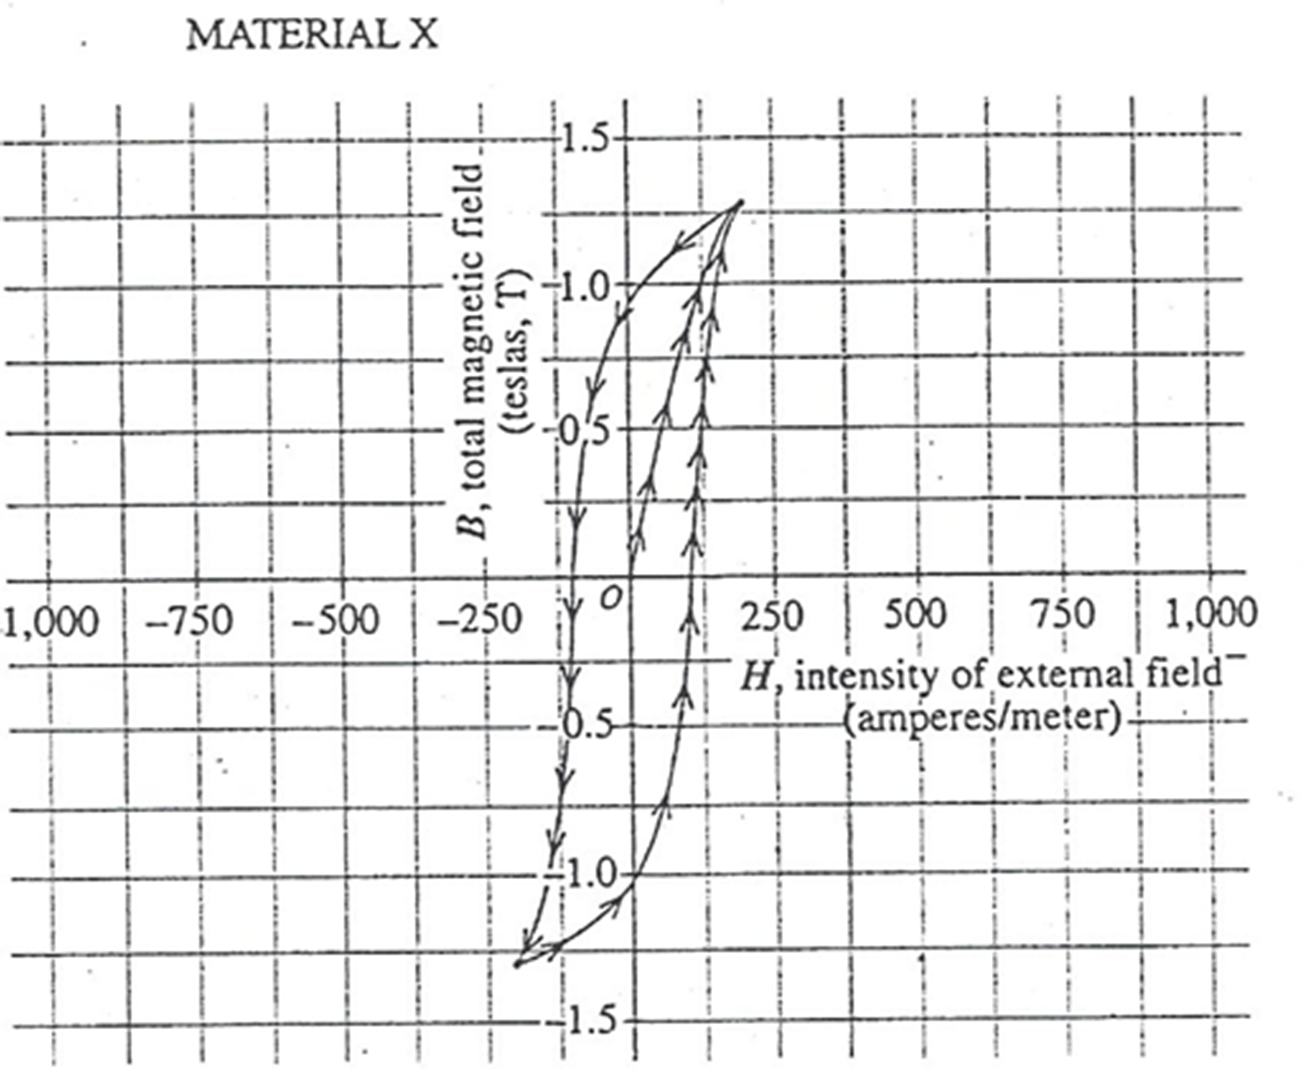 MATERIAL X
B, total magnetic field
(teslas, T)
1.5
1.0
0.5
O
1,000 −750 −500 −250 250 500 750 1,000
H, intensity of external field
(amperes/meter)
0.5
−1.0
−1.5